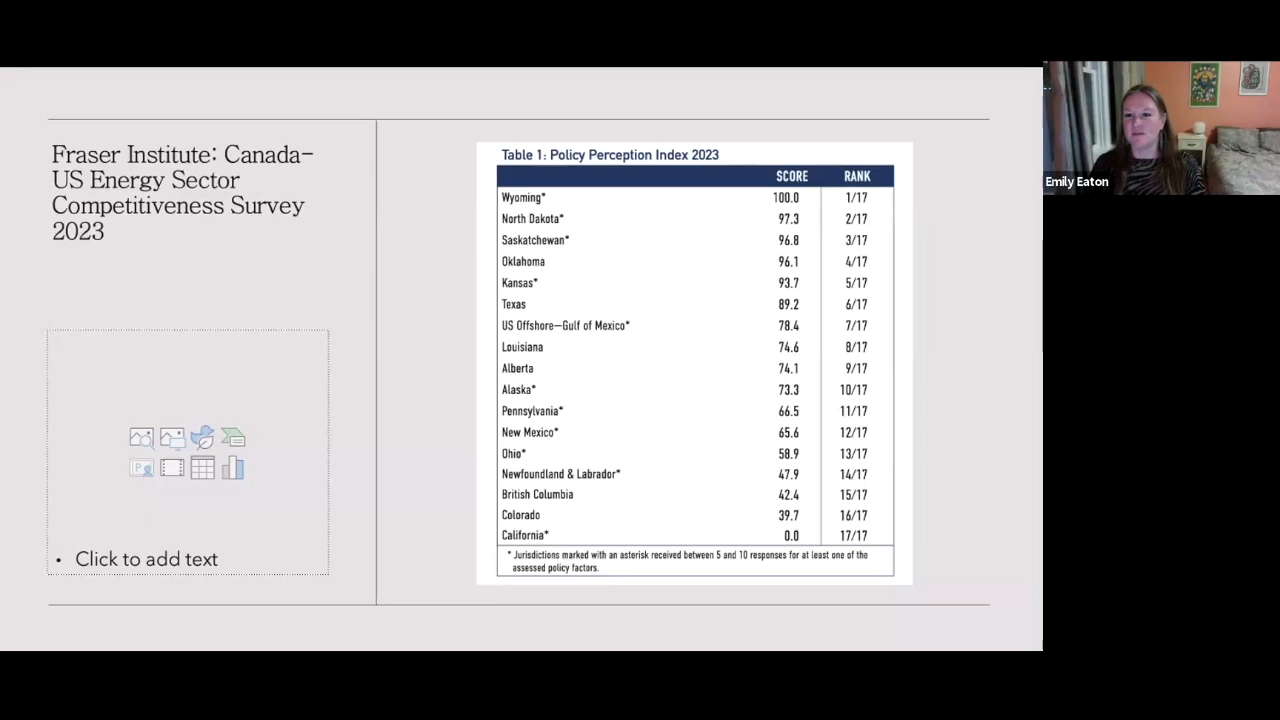 Fraser Institute: Canada-
US Energy Sector
Competitiveness Survey
2023
• Click to add text
Table 1: Policy Perception Index 2023
SCORE RANK
Wyoming* 100.0 1/17
North Dakota* 97.3 2/17
Saskatchewan* 96.8 3/17
Oklahoma 96.1 4/17
Kansas* 93.7 5/17
Texas 89.2 6/17
US Offshore—Gulf of Mexico* 78.4 7/17
Louisiana 74.6 8/17
Alberta 74.1 9/17
Alaska* 73.3 10/17
Pennsylvania* 66.5 11/17
New Mexico* 65.6 12/17
Ohio* 58.9 13/17
Newfoundland & Labrador* 47.9 14/17
British Columbia 42.4 15/17
Colorado 39.7 16/17
California* 0.0 17/17
* Jurisdictions marked with an asterisk received between 5 and 10 responses for at least one of the
assessed policy factors.
Emily Eaton